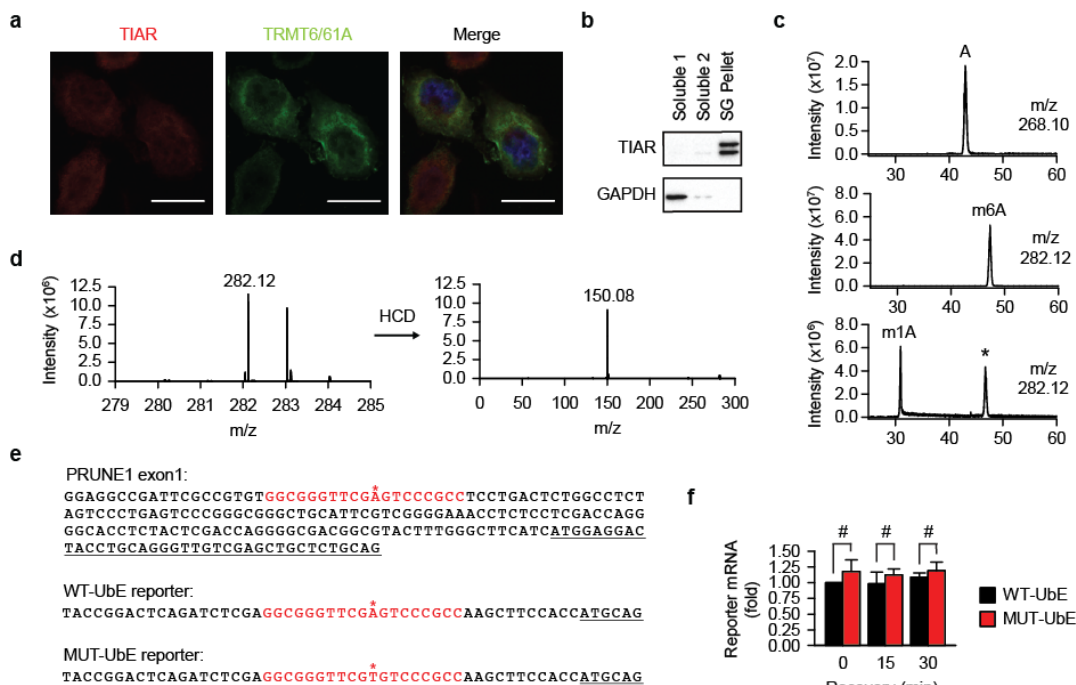 a
TIAR
TRMT6/61A
Merge
b
Soluble 1
Soluble 2
SG Pellet
TIAR
GAPDH
c
Intensity (x10⁷)
2.0
1.5
1.0
0.5
0.0
A
m/z
268.10
30 40 50 60
Intensity (x10⁷)
6.0
4.0
2.0
0.0
m6A
m/z
282.12
30 40 50 60
Intensity (x10⁶)
8.0
6.0
4.0
2.0
0.0
m1A
*
m/z
282.12
30 40 50 60
d
Intensity (x10⁶)
12.5
10.0
7.5
5.0
2.5
0.0
282.12
279 280 281 282 283 284 285
m/z
HCD
12.5
10.0
7.5
5.0
2.5
0.0
150.08
0 50 100 150 200 250 300
m/z
e
PRUNE1 exon1:
*
GGAGGCCGATTCGCCGTGTGGCGGGTTCGAGTCCCGCCTCCTGACTCTGGCCTCT
AGTCCCTGAGTCCCGGGCGGGCTGCATTCGTCGGGGAAACCTCTCCTCGACCAGG
GGCACCTCTACTCGACCAGGGGCGACGGCGTACTTTGGGCTTCATCATGGAGGAC
TACCTGCAGGGTTGTCGAGCTGCTCTGCAG
WT-UbE reporter:
*
TACCGGACTCAGATCTCGAGGCGGGTTCGAGTCCCGCCAAGCTTCCACCATGCAG
MUT-UbE reporter:
*
TACCGGACTCAGATCTCGAGGCGGGTTCGTGTCCCGCCAAGCTTCCACCATGCAG
f
Reporter mRNA
(fold)
1.50
1.25
1.00
0.75
0.50
0.25
0.00
# # #
0 15 30
WT-UbE
MUT-UbE